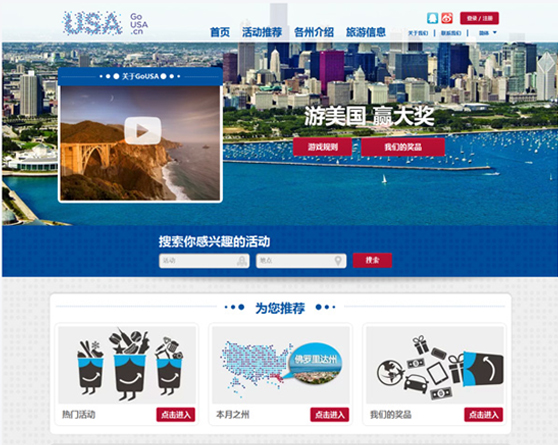 USA
Go
USA
.cn
登录 / 注册
首页 活动推荐 各州介绍 旅游信息
关于我们 联系我们 简体
关于GoUSA
游美国 赢大奖
游戏规则 我们的奖品
搜索你感兴趣的活动
活动 地点 搜索
为您推荐
佛罗里达州
热门活动 点击进入 本月之州 点击进入 我们的奖品 点击进入